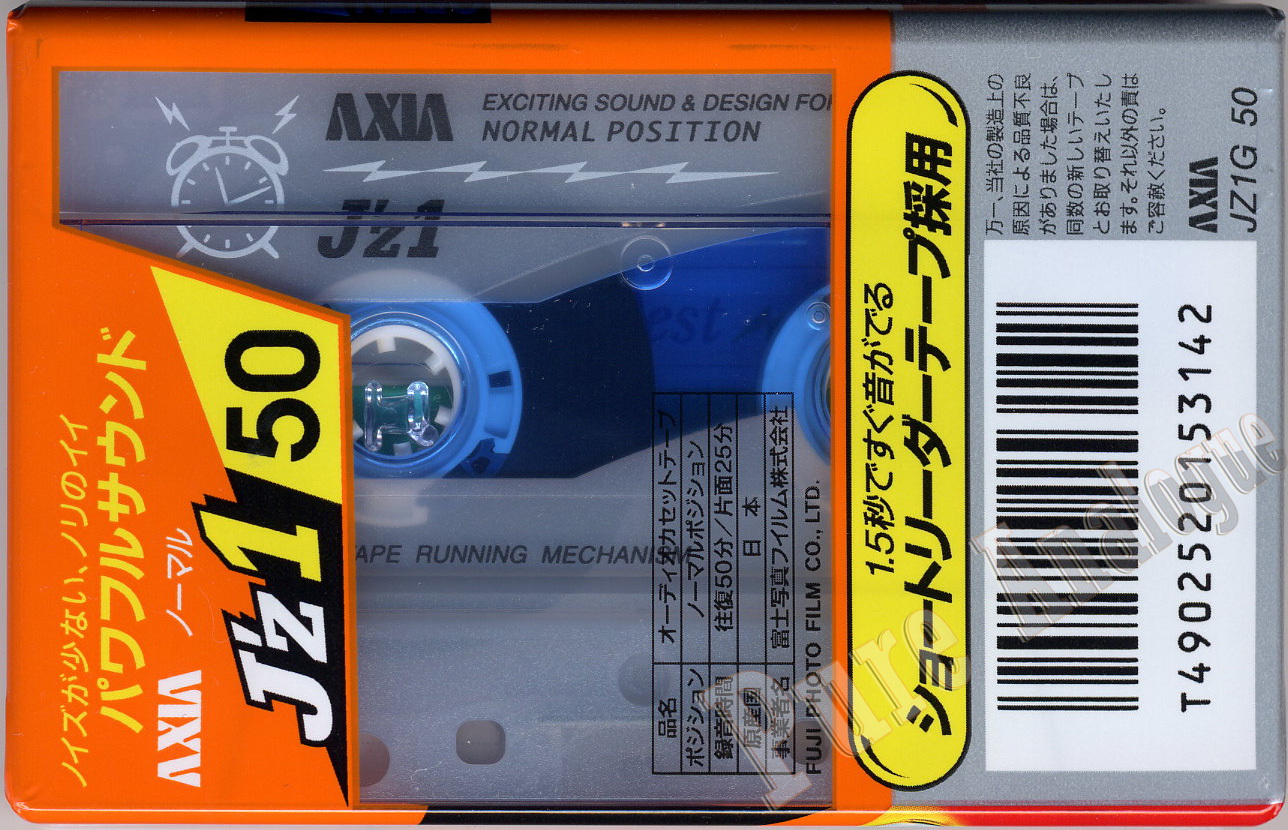 AXIA
EXCITING SOUND & DESIGN FOR
NORMAL POSITION
J'z1
TAPE RUNNING MECHANISM
ノイズが少ない、ノリのイイ
パワフルサウンド
AXIA ノーマル
J'z1 50
品名 オーディオカセットテープ
ポジション ノーマルポジション
録音時間 往復50分/片面25分
原産国 日本
事業者名 富士写真フイルム株式会社
FUJI PHOTO FILM CO., LTD.
1.5秒ですぐ音がでる
ショートリーダーテープ採用
万一、当社の製造上の
原因による品質不良
がありました場合は、
同数の新しいテープ
とお取り替えいたし
ます。それ以外の責は
ご容赦ください。
AXIA
JZ1G 50
T4902520153142
Pure Analogue